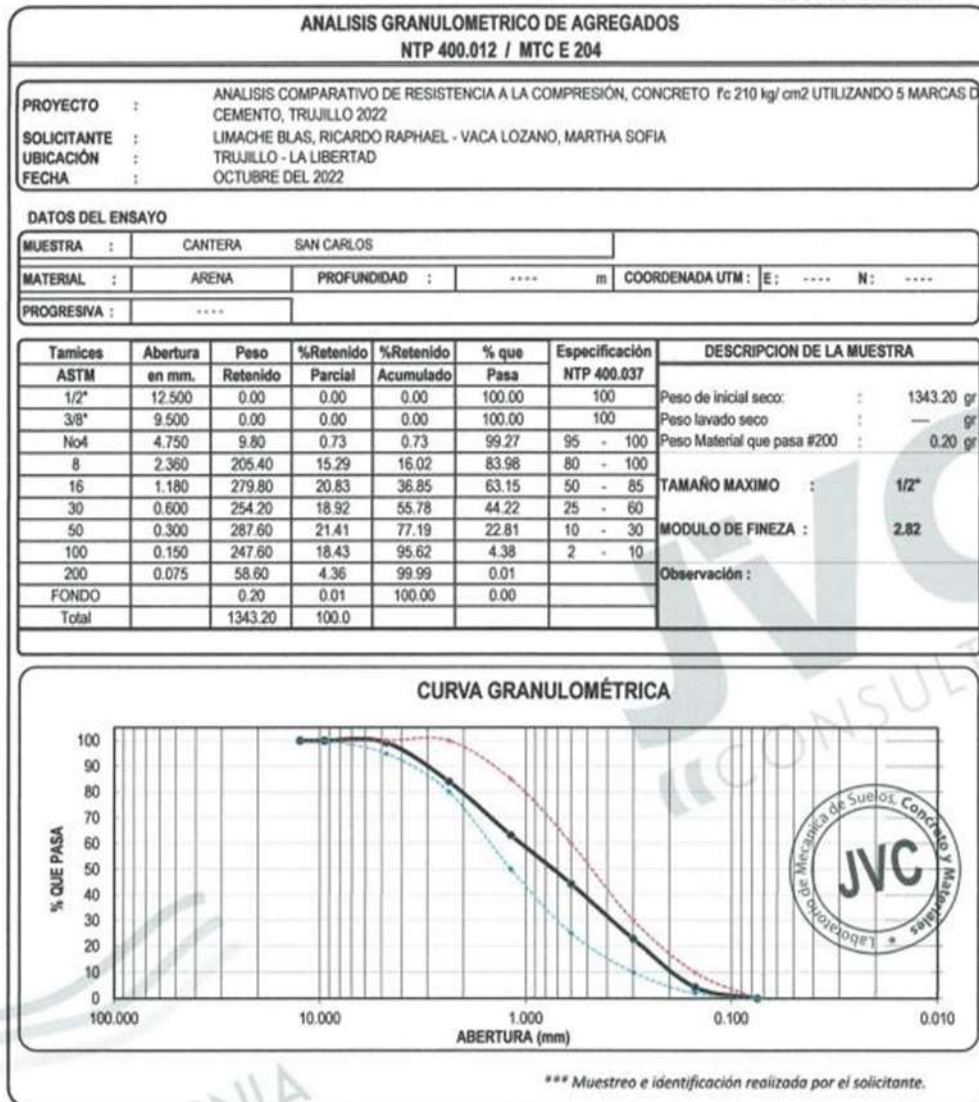 ANALISIS GRANULOMETRICO DE AGREGADOS
NTP 400.012 / MTC E 204
PROYECTO : ANALISIS COMPARATIVO DE RESISTENCIA A LA COMPRESIÓN, CONCRETO f'c 210 kg/ cm2 UTILIZANDO 5 MARCAS D
CEMENTO, TRUJILLO 2022
SOLICITANTE : LIMACHE BLAS, RICARDO RAPHAEL - VACA LOZANO, MARTHA SOFIA
UBICACIÓN : TRUJILLO - LA LIBERTAD
FECHA : OCTUBRE DEL 2022
DATOS DEL ENSAYO
MUESTRA : CANTERA SAN CARLOS
MATERIAL : ARENA PROFUNDIDAD : ---- m COORDENADA UTM : E : ---- N : ----
PROGRESIVA : ----
Tamices Abertura Peso %Retenido %Retenido % que Especificación DESCRIPCION DE LA MUESTRA
ASTM en mm. Retenido Parcial Acumulado Pasa NTP 400.037
1/2" 12.500 0.00 0.00 0.00 100.00 100 Peso de inicial seco: : 1343.20 gr
3/8" 9.500 0.00 0.00 0.00 100.00 100 Peso lavado seco : --- gr
No4 4.750 9.80 0.73 0.73 99.27 95 - 100 Peso Material que pasa #200 : 0.20 gr
8 2.360 205.40 15.29 16.02 83.98 80 - 100
16 1.180 279.80 20.83 36.85 63.15 50 - 85 TAMAÑO MAXIMO : 1/2"
30 0.600 254.20 18.92 55.78 44.22 25 - 60
50 0.300 287.60 21.41 77.19 22.81 10 - 30 MODULO DE FINEZA : 2.82
100 0.150 247.60 18.43 95.62 4.38 2 - 10
200 0.075 58.60 4.36 99.99 0.01 Observación :
FONDO 0.20 0.01 100.00 0.00
Total 1343.20 100.0
JVC
CONSULT
CURVA GRANULOMÉTRICA
% QUE PASA
100
90
80
70
60
50
40
30
20
10
0
100.000 10.000 1.000 0.100 0.010
ABERTURA (mm)
Laboratorio de Mecanica de Suelos, Concreto y Materiales *
JVC
*** Muestreo e identificación realizada por el solicitante.
NIA